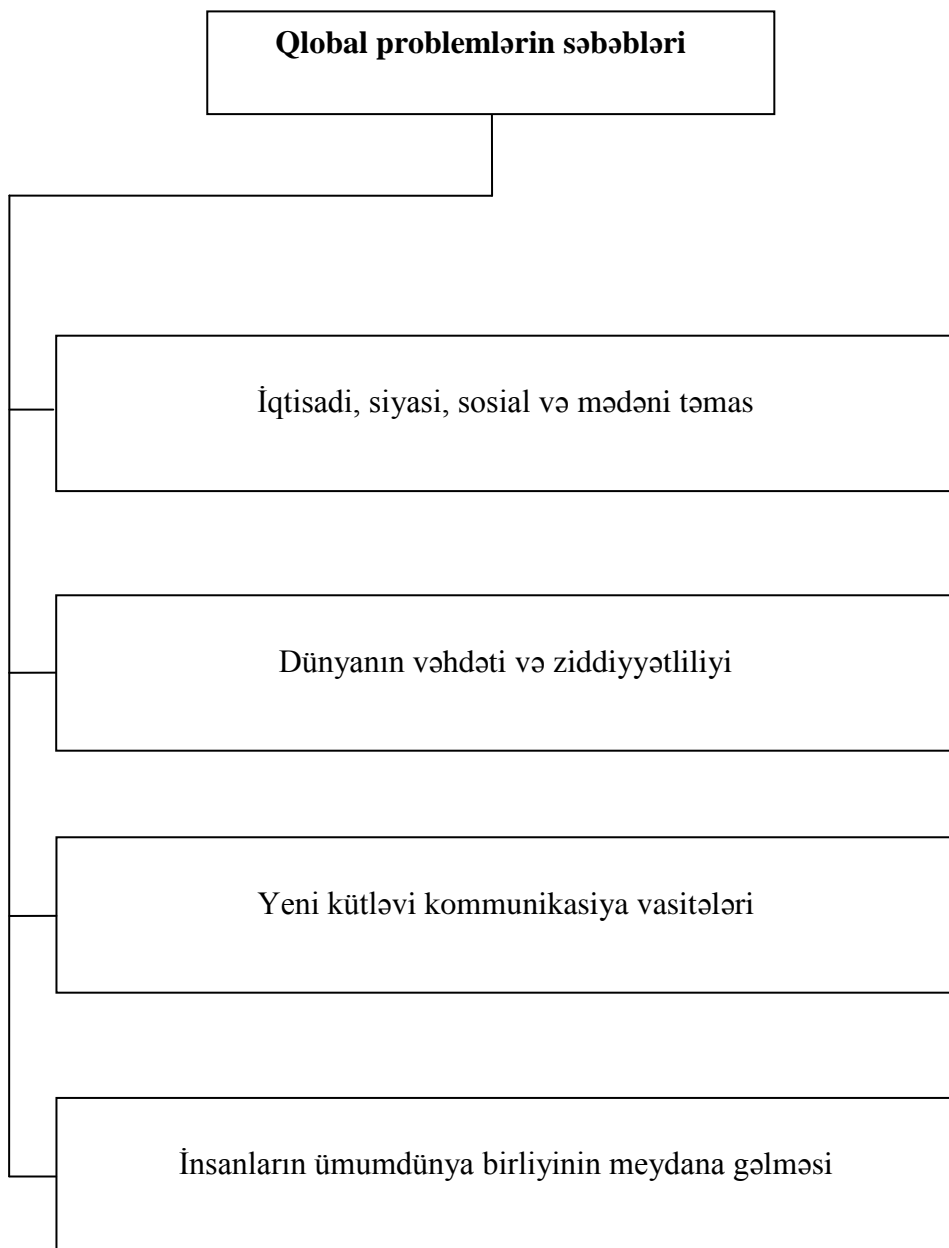 Qlobal problemlərin səbəbləri
İqtisadi, siyasi, sosial və mədəni təmas
Dünyanın vəhdəti və ziddiyyətliliyi
Yeni kütləvi kommunikasiya vasitələri
İnsanların ümumdünya birliyinin meydana gəlməsi